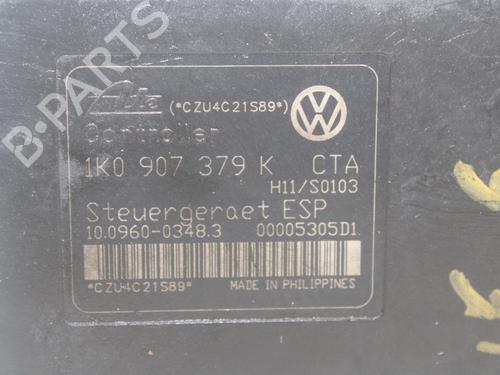 Ate (*CZU4C21S89*)
Controller
1K0 907 379 K CTA
H11/S0103
Steuergeraet ESP
10.0960-0348.3 00005305D1
*CZU4C21S89* MADE IN PHILIPPINES
B-PARTS